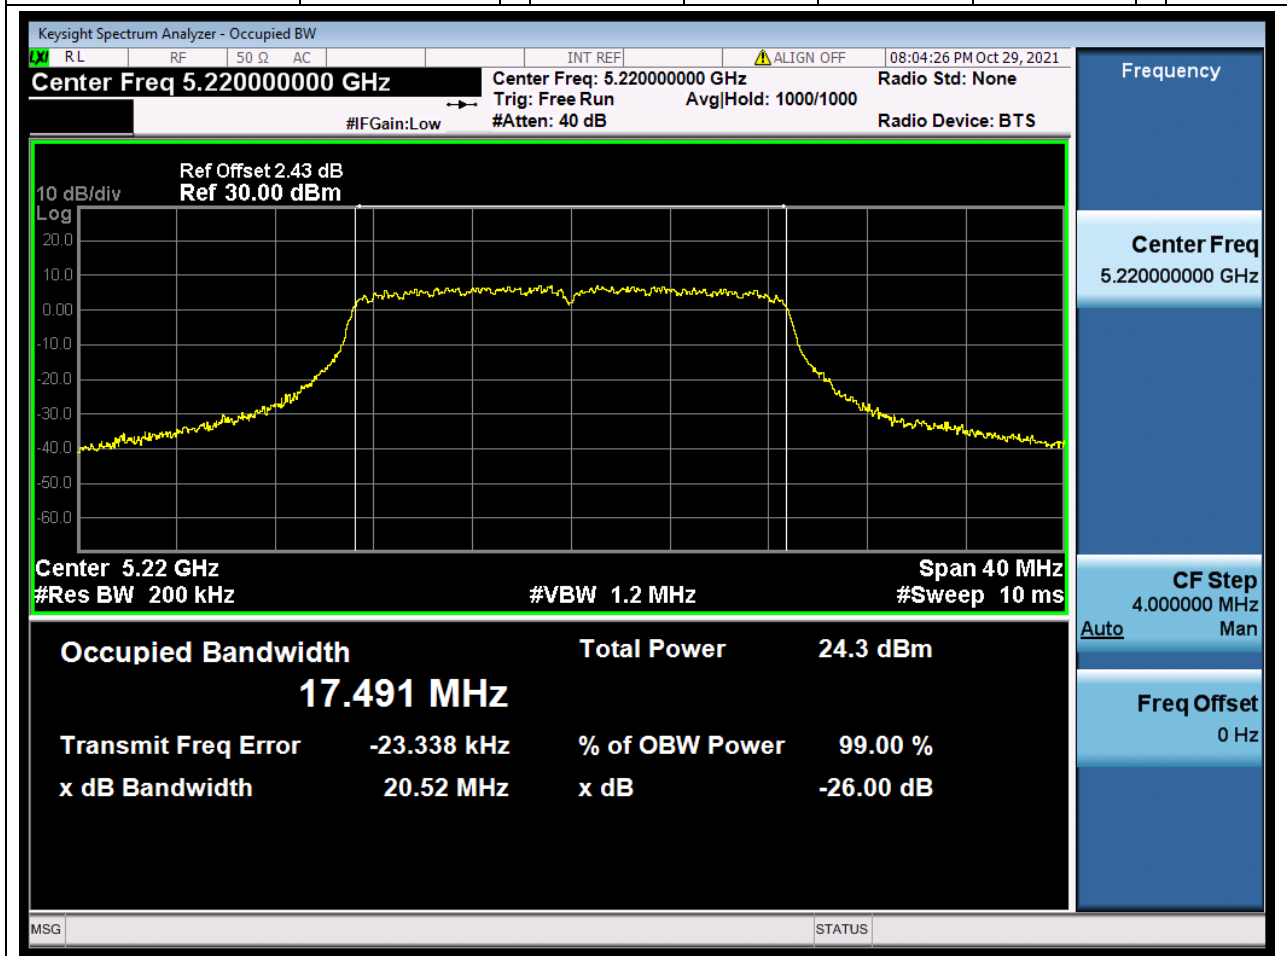 Keysight Spectrum Analyzer - Occupied BW
LXI RL RF 50 Ω AC INT REF ALIGN OFF 08:04:26 PM Oct 29, 2021
Center Freq 5.220000000 GHz
Center Freq: 5.220000000 GHz Radio Std: None
Trig: Free Run Avg|Hold: 1000/1000
#IFGain:Low #Atten: 40 dB Radio Device: BTS
Ref Offset 2.43 dB
10 dB/div Ref 30.00 dBm
Log
20.0
10.0
0.00
-10.0
-20.0
-30.0
-40.0
-50.0
-60.0
Center 5.22 GHz Span 40 MHz
#Res BW 200 kHz #VBW 1.2 MHz #Sweep 10 ms
Occupied Bandwidth Total Power 24.3 dBm
17.491 MHz
Transmit Freq Error -23.338 kHz % of OBW Power 99.00 %
x dB Bandwidth 20.52 MHz x dB -26.00 dB
MSG STATUS
Frequency
Center Freq
5.220000000 GHz
CF Step
4.000000 MHz
Auto Man
Freq Offset
0 Hz